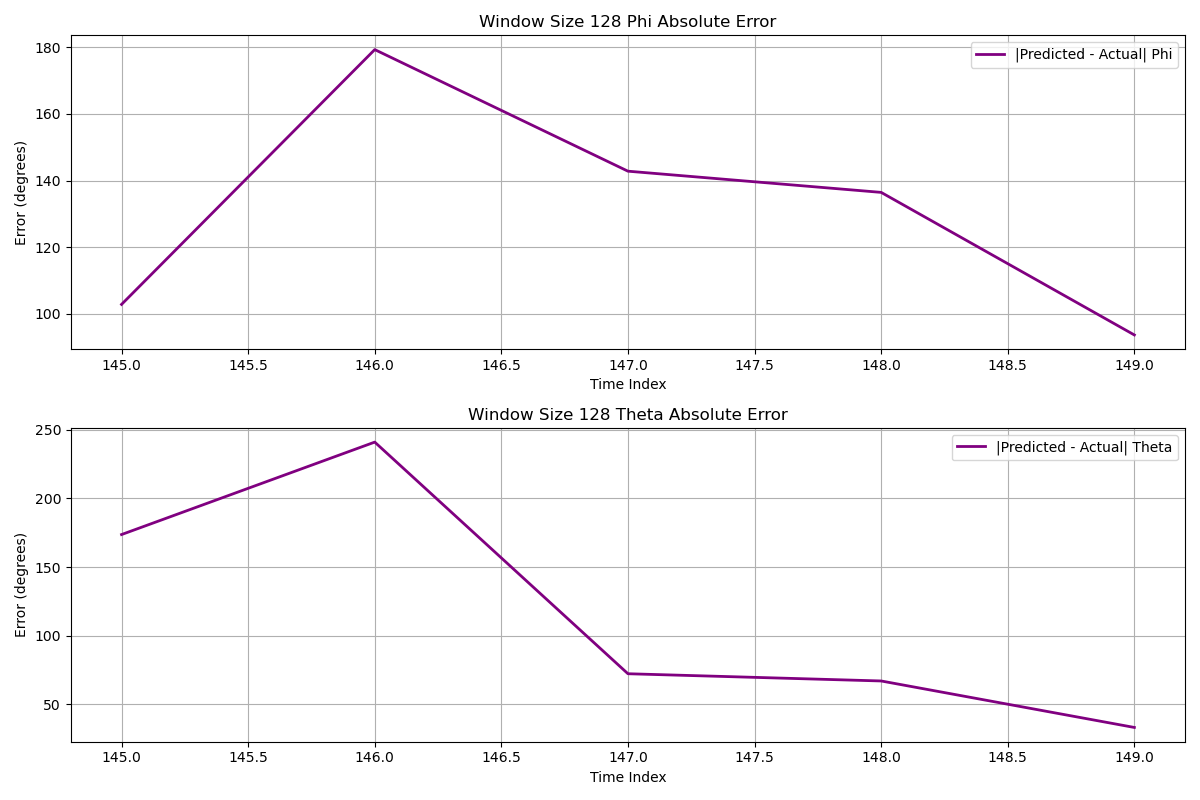 Window Size 128 Phi Absolute Error
|Predicted - Actual| Phi
Error (degrees)
180
160
140
120
100
145.0 145.5 146.0 146.5 147.0 147.5 148.0 148.5 149.0
Time Index
Window Size 128 Theta Absolute Error
|Predicted - Actual| Theta
Error (degrees)
250
200
150
100
50
145.0 145.5 146.0 146.5 147.0 147.5 148.0 148.5 149.0
Time Index